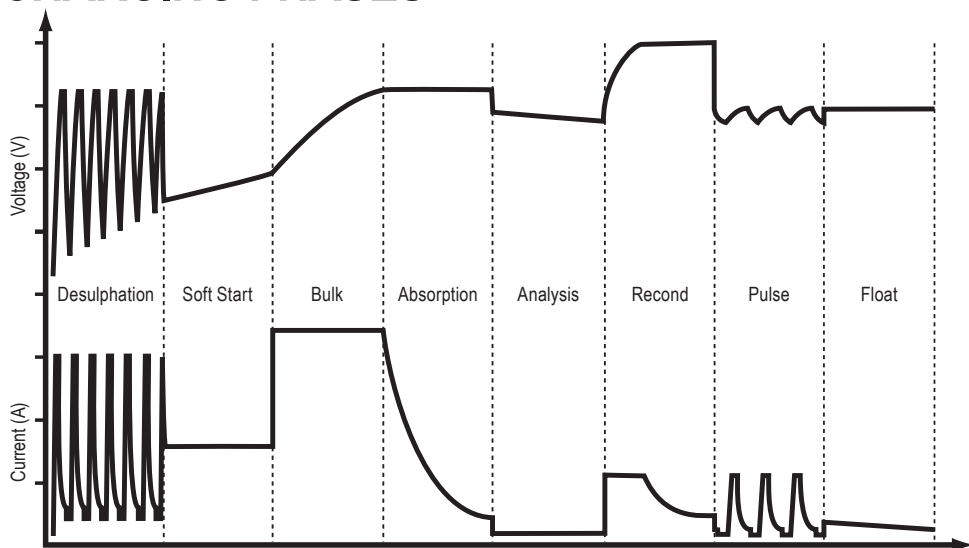 Voltage (V)
Desulphation
Soft Start
Bulk
Absorption
Analysis
Recond
Pulse
Float
Current (A)